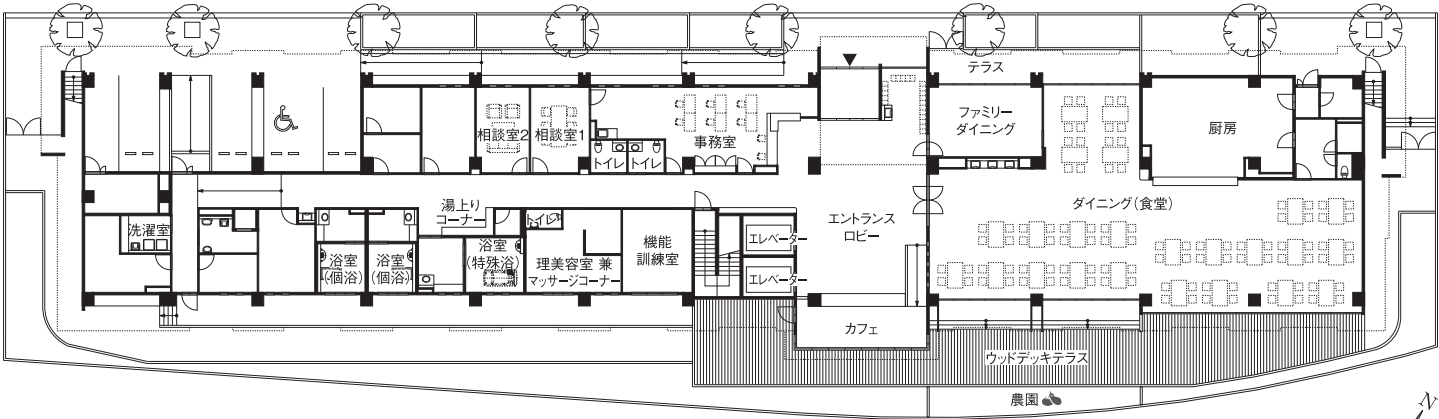 テラス
ファミリー
ダイニング
厨房
相談室2
相談室1
事務室
トイレ
トイレ
ダイニング(食堂)
湯上り
コーナー
トイレ
エントランス
ロビー
洗濯室
浴室
(個浴)
浴室
(個浴)
浴室
(特殊浴)
理美容室 兼
マッサージコーナー
機能
訓練室
エレベーター
エレベーター
カフェ
ウッドデッキテラス
農園
N